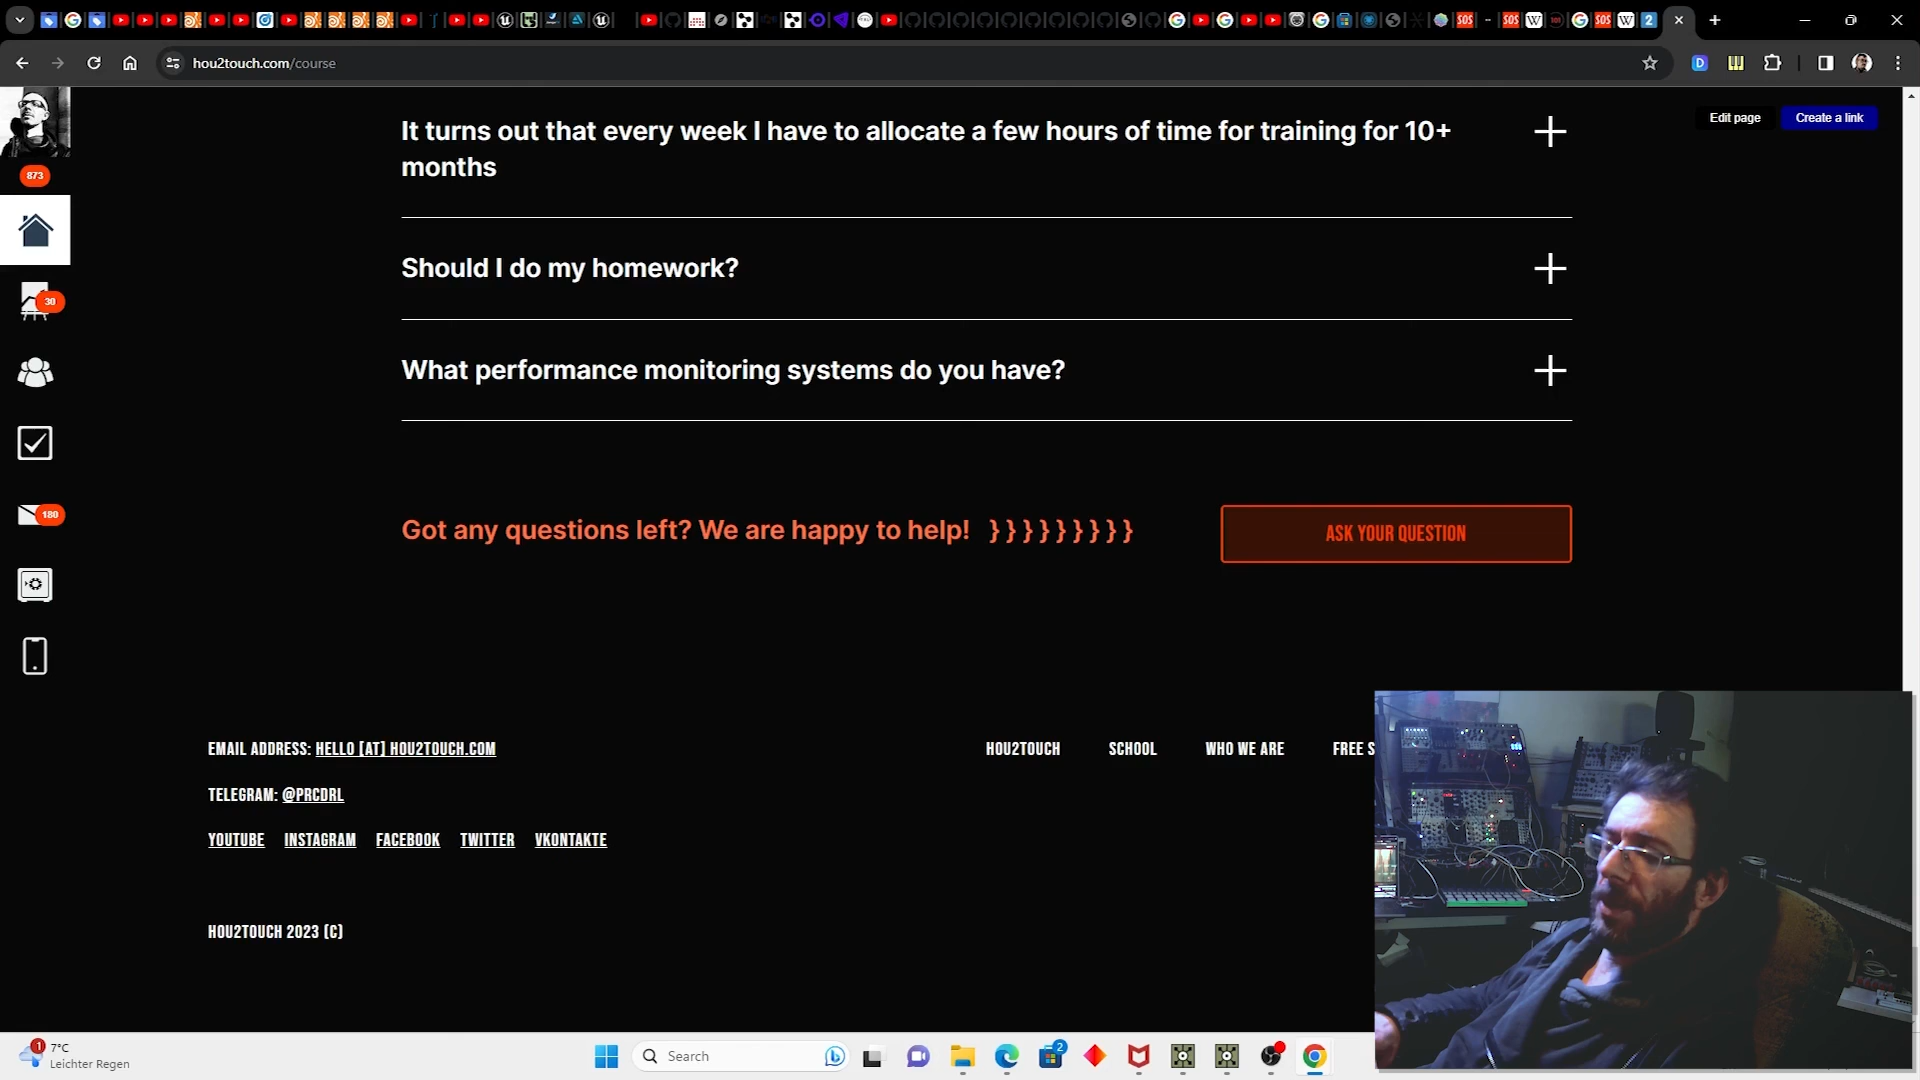 hou2touch.com/course
Edit page
Create a link
873
30
180
It turns out that every week I have to allocate a few hours of time for training for 10+
months
Should I do my homework?
What performance monitoring systems do you have?
Got any questions left? We are happy to help! } } } } } } } } }
ASK YOUR QUESTION
EMAIL ADDRESS: HELLO [AT] HOU2TOUCH.COM
TELEGRAM: @PRCDRL
YOUTUBE INSTAGRAM FACEBOOK TWITTER VKONTAKTE
HOU2TOUCH SCHOOL WHO WE ARE FREE S
HOU2TOUCH 2023 (C)
1
7°C
Leichter Regen
Search
2